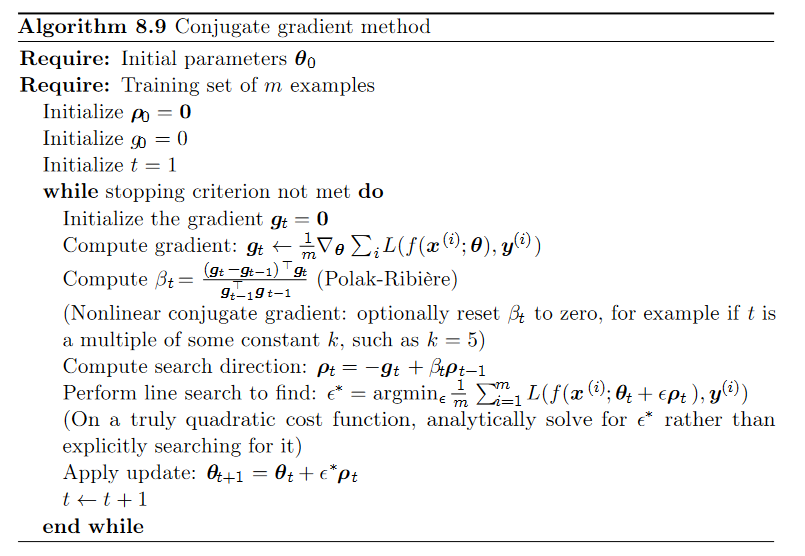 Algorithm 8.9 Conjugate gradient method
Require: Initial parameters θ₀
Require: Training set of m examples
Initialize ρ₀ = 0
Initialize g₀ = 0
Initialize t = 1
while stopping criterion not met do
Initialize the gradient gₜ = 0
Compute gradient: gₜ ← 1/m ∇_θ ∑ᵢ L(f(x⁽ⁱ⁾; θ), y⁽ⁱ⁾)
Compute βₜ = (gₜ−gₜ₋₁)⊤gₜ / gₜ₋₁⊤gₜ₋₁ (Polak-Ribière)
(Nonlinear conjugate gradient: optionally reset βₜ to zero, for example if t is
a multiple of some constant k, such as k = 5)
Compute search direction: ρₜ = −gₜ + βₜρₜ₋₁
Perform line search to find: ϵ* = argmin_ϵ 1/m ∑ᵢ₌₁ᵐ L(f(x⁽ⁱ⁾; θₜ + ϵρₜ), y⁽ⁱ⁾)
(On a truly quadratic cost function, analytically solve for ϵ* rather than
explicitly searching for it)
Apply update: θₜ₊₁ = θₜ + ϵ*ρₜ
t ← t + 1
end while